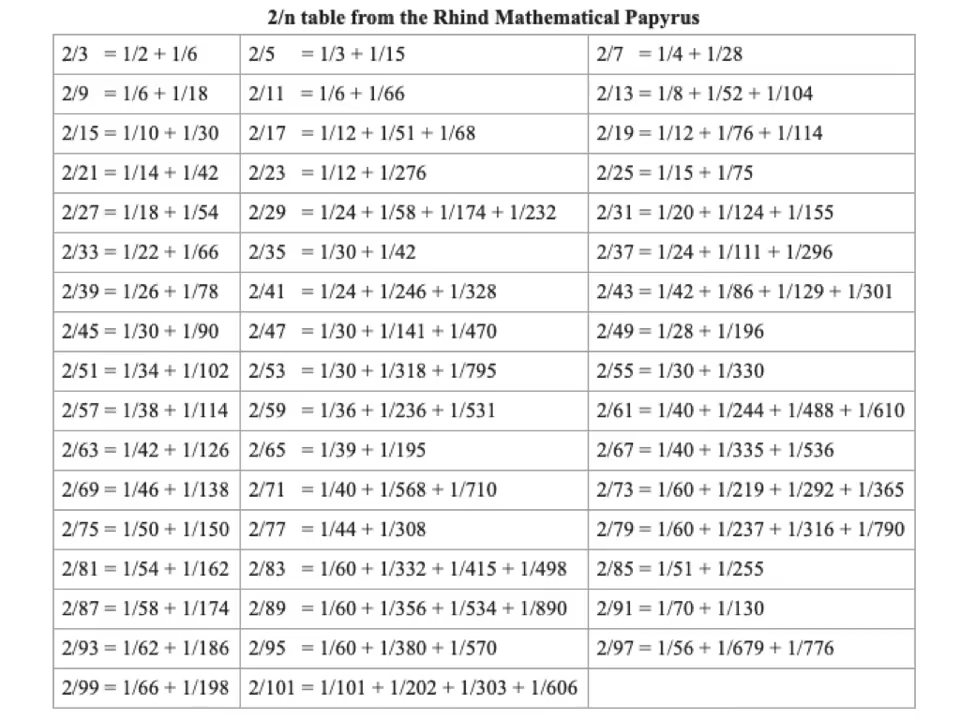 2/n table from the Rhind Mathematical Papyrus
2/3 = 1/2 + 1/6 2/5 = 1/3 + 1/15 2/7 = 1/4 + 1/28
2/9 = 1/6 + 1/18 2/11 = 1/6 + 1/66 2/13 = 1/8 + 1/52 + 1/104
2/15 = 1/10 + 1/30 2/17 = 1/12 + 1/51 + 1/68 2/19 = 1/12 + 1/76 + 1/114
2/21 = 1/14 + 1/42 2/23 = 1/12 + 1/276 2/25 = 1/15 + 1/75
2/27 = 1/18 + 1/54 2/29 = 1/24 + 1/58 + 1/174 + 1/232 2/31 = 1/20 + 1/124 + 1/155
2/33 = 1/22 + 1/66 2/35 = 1/30 + 1/42 2/37 = 1/24 + 1/111 + 1/296
2/39 = 1/26 + 1/78 2/41 = 1/24 + 1/246 + 1/328 2/43 = 1/42 + 1/86 + 1/129 + 1/301
2/45 = 1/30 + 1/90 2/47 = 1/30 + 1/141 + 1/470 2/49 = 1/28 + 1/196
2/51 = 1/34 + 1/102 2/53 = 1/30 + 1/318 + 1/795 2/55 = 1/30 + 1/330
2/57 = 1/38 + 1/114 2/59 = 1/36 + 1/236 + 1/531 2/61 = 1/40 + 1/244 + 1/488 + 1/610
2/63 = 1/42 + 1/126 2/65 = 1/39 + 1/195 2/67 = 1/40 + 1/335 + 1/536
2/69 = 1/46 + 1/138 2/71 = 1/40 + 1/568 + 1/710 2/73 = 1/60 + 1/219 + 1/292 + 1/365
2/75 = 1/50 + 1/150 2/77 = 1/44 + 1/308 2/79 = 1/60 + 1/237 + 1/316 + 1/790
2/81 = 1/54 + 1/162 2/83 = 1/60 + 1/332 + 1/415 + 1/498 2/85 = 1/51 + 1/255
2/87 = 1/58 + 1/174 2/89 = 1/60 + 1/356 + 1/534 + 1/890 2/91 = 1/70 + 1/130
2/93 = 1/62 + 1/186 2/95 = 1/60 + 1/380 + 1/570 2/97 = 1/56 + 1/679 + 1/776
2/99 = 1/66 + 1/198 2/101 = 1/101 + 1/202 + 1/303 + 1/606